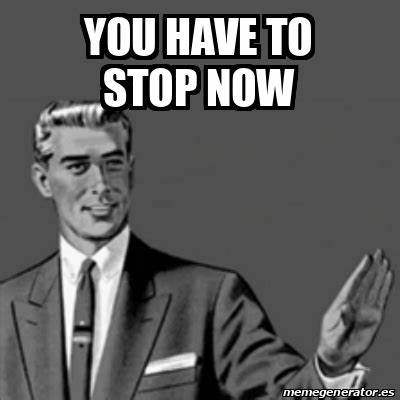 YOU HAVE TO
STOP NOW
memegenerator.es